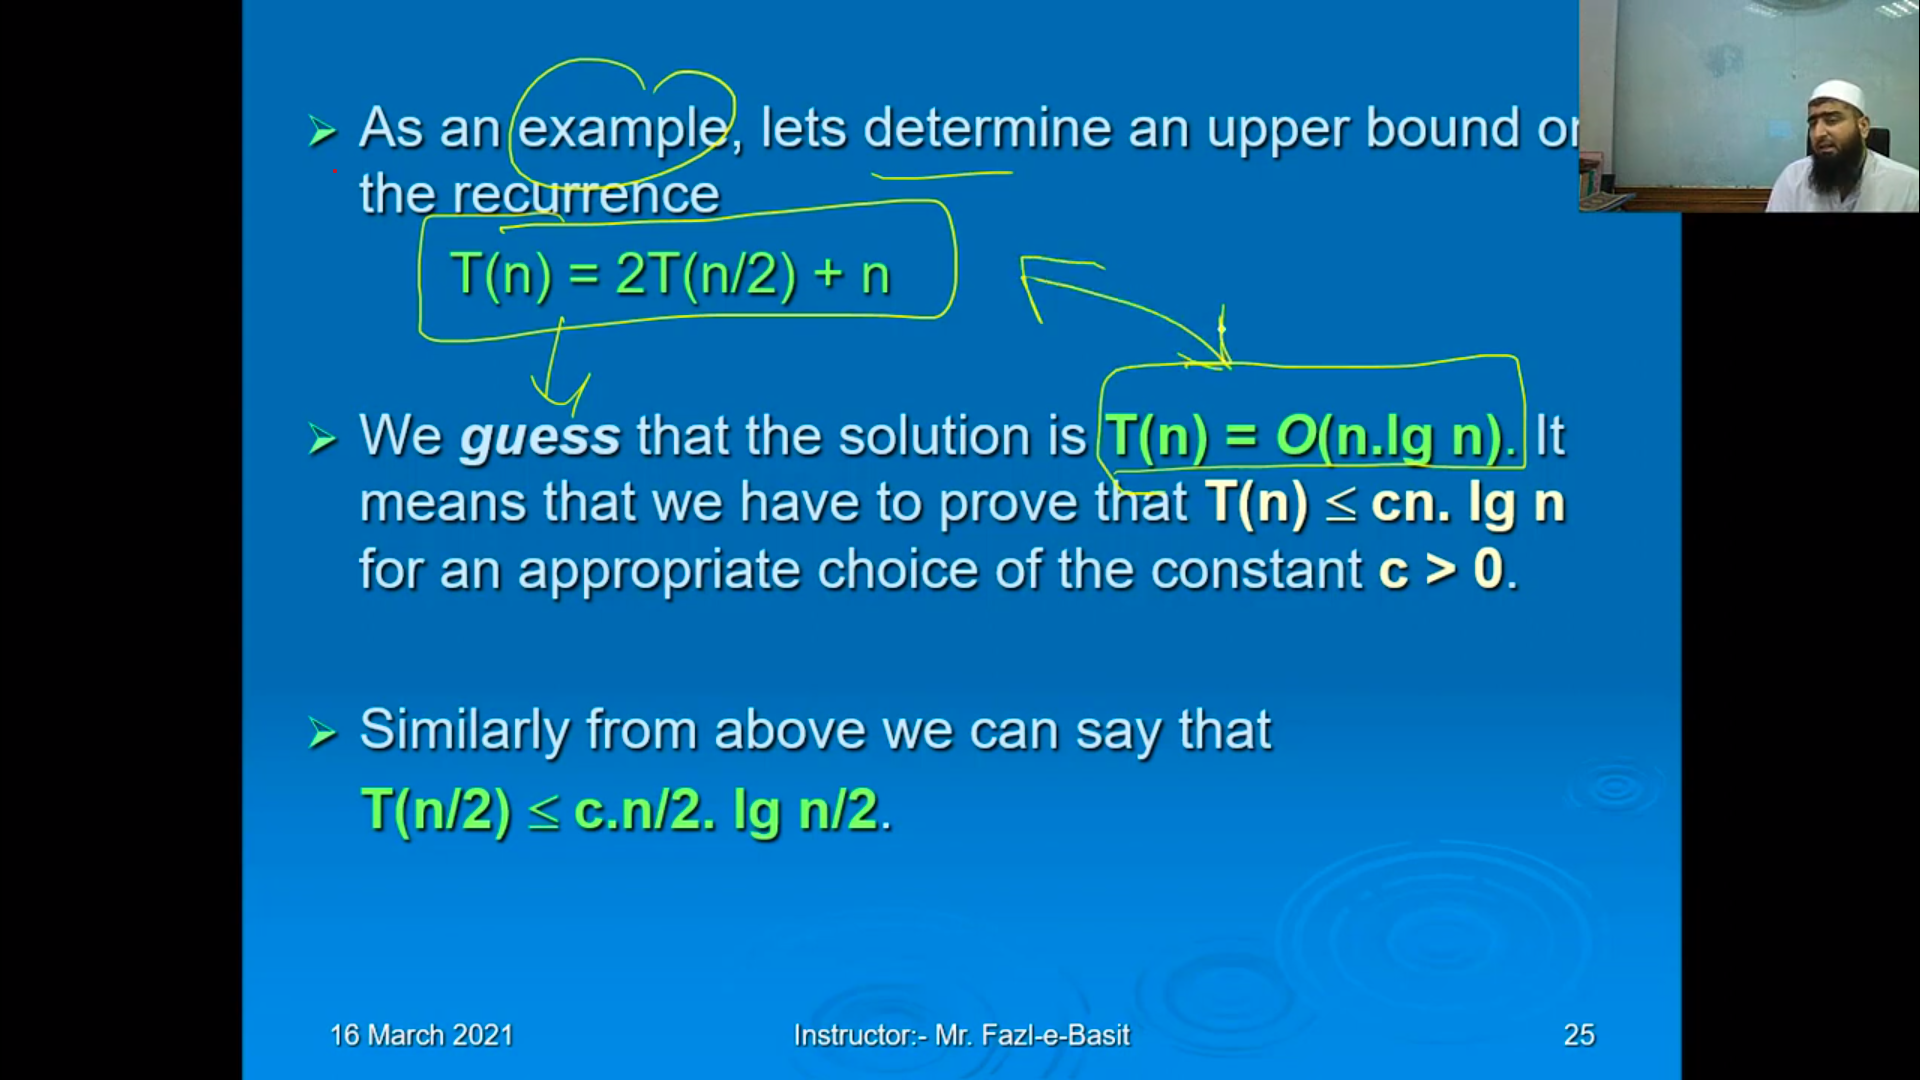 As an example, lets determine an upper bound on
the recurrence
T(n) = 2T(n/2) + n
We guess that the solution is T(n) = O(n.lg n). It
means that we have to prove that T(n) ≤ cn. lg n
for an appropriate choice of the constant c > 0.
Similarly from above we can say that
T(n/2) ≤ c.n/2. lg n/2.
16 March 2021
Instructor:- Mr. Fazl-e-Basit
25